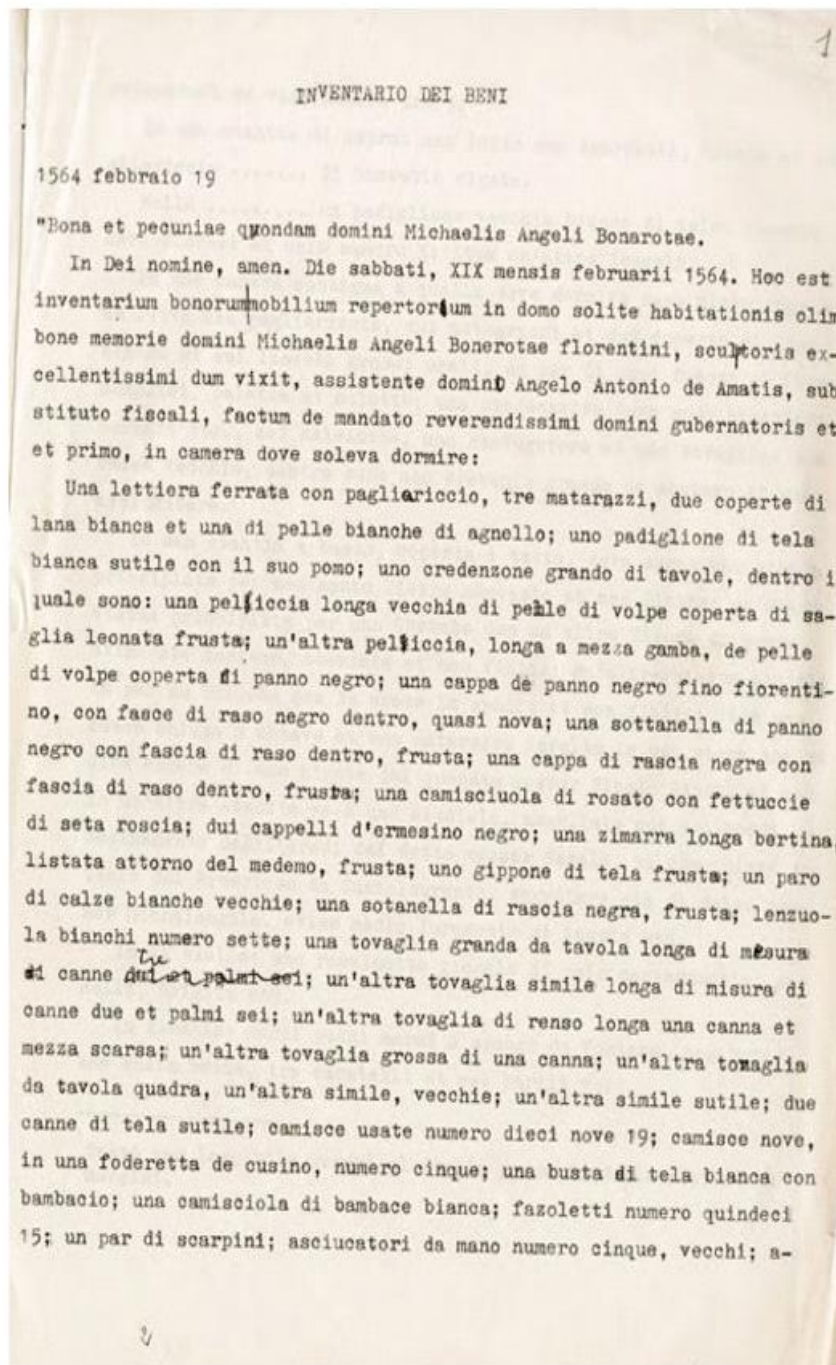 1
INVENTARIO DEI BENI
1564 febbraio 19
"Bona et pecuniae quondam domini Michaelis Angeli Bonarotae.
In Dei nomine, amen. Die sabbati, XIX mensis februarii 1564. Hoc est
inventarium bonorum mobilium repertorium in domo solite habitationis olim
bone memorie domini Michaelis Angeli Bonerotae florentini, sculptoris ex-
cellentissimi dum vixit, assistente domino Angelo Antonio de Amatis, sub
stituto fiscali, factum de mandato reverendissimi domini gubernatoris et
et primo, in camera dove soleva dormire:
Una lettiera ferrata con pagliariccio, tre matarazzi, due coperte di
lana bianca et una di pelle bianche di agnello; uno padiglione di tela
bianca sutile con il suo pomo; uno credenzone grando di tavole, dentro i
quale sono: una pelliccia longa vecchia di pelle di volpe coperta di sa-
glia leonata frusta; un'altra pelliccia, longa a mezza gamba, de pelle
di volpe coperta di panno negro; una cappa de panno negro fino fiorenti-
no, con fasce di raso negro dentro, quasi nova; una sottanella di panno
negro con fascia di raso dentro, frusta; una cappa di rascia negra con
fascia di raso dentro, frusta; una camisciuola di rosato con fettuccie
di seta roscia; dui cappelli d'ermesino negro; una zimarra longa bertina
listata attorno del medemo, frusta; uno gippone di tela frusta; un paro
di calze bianche vecchie; una sotanella di rascia negra, frusta; lenzuo-
la bianchi numero sette; una tovaglia granda da tavola longa di mesura
di canne tre dui et palmi sei; un'altra tovaglia simile longa di misura di
canne due et palmi sei; un'altra tovaglia di renso longa una canna et
mezza scarsa; un'altra tovaglia grossa di una canna; un'altra tovaglia
da tavola quadra, un'altra simile, vecchie; un'altra simile sutile; due
canne di tela sutile; camisce usate numero dieci nove 19; camisce nove,
in una foderetta de cusino, numero cinque; una busta di tela bianca con
bambacio; una camisciola di bambace bianca; fazoletti numero quindeci
15; un par di scarpini; asciucatori da mano numero cinque, vecchi; a-